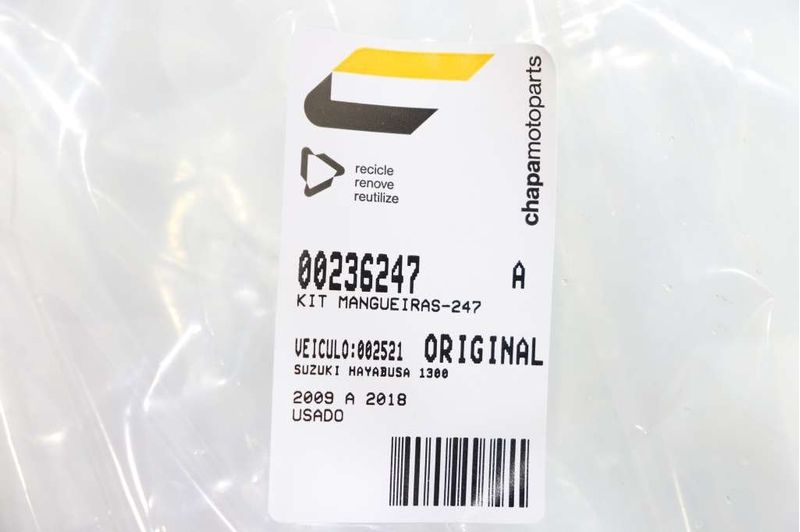 chapamotoparts
recicle
renove
reutilize
00236247 A
KIT MANGUEIRAS-247
VEICULO:002521 ORIGINAL
SUZUKI HAYABUSA 1300
2009 A 2018
USADO